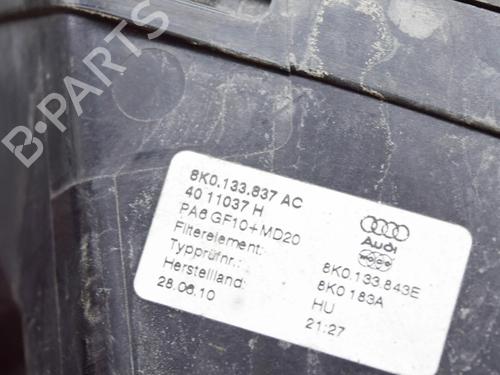 B-PARTS
8K0.133.837 AC
40 11037 H
PA6 GF10+MD20
Filterelement: 8K0.133.843E
Typprüfnr.: 8K0 183A
Herstellland: HU
28.06.10 21:27
Audi